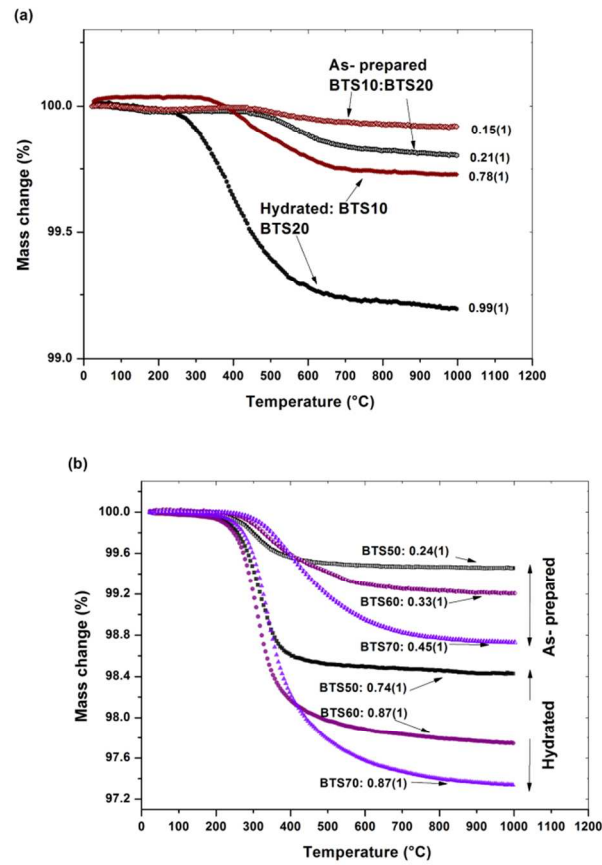 (a)
100.0
99.5
99.0
Mass change (%)
As- prepared
BTS10:BTS20
0.15(1)
0.21(1)
0.78(1)
Hydrated: BTS10
BTS20
0.99(1)
0 100 200 300 400 500 600 700 800 900 1000 1100 1200
Temperature (°C)
(b)
100.0
99.6
99.2
98.8
98.4
98.0
97.6
97.2
Mass change (%)
BTS50: 0.24(1)
BTS60: 0.33(1)
BTS70: 0.45(1)
As- prepared
BTS50: 0.74(1)
BTS60: 0.87(1)
BTS70: 0.87(1)
Hydrated
0 100 200 300 400 500 600 700 800 900 1000 1100
Temperature (°C)